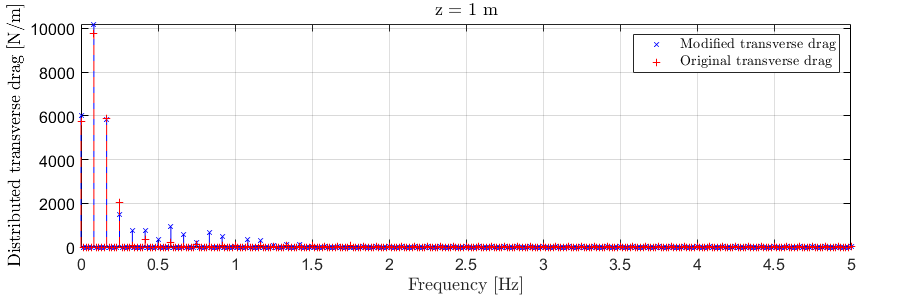 z = 1 m
Distributed transverse drag [N/m]
10000
8000
6000
4000
2000
0
Modified transverse drag
Original transverse drag
0 0.5 1 1.5 2 2.5 3 3.5 4 4.5 5
Frequency [Hz]